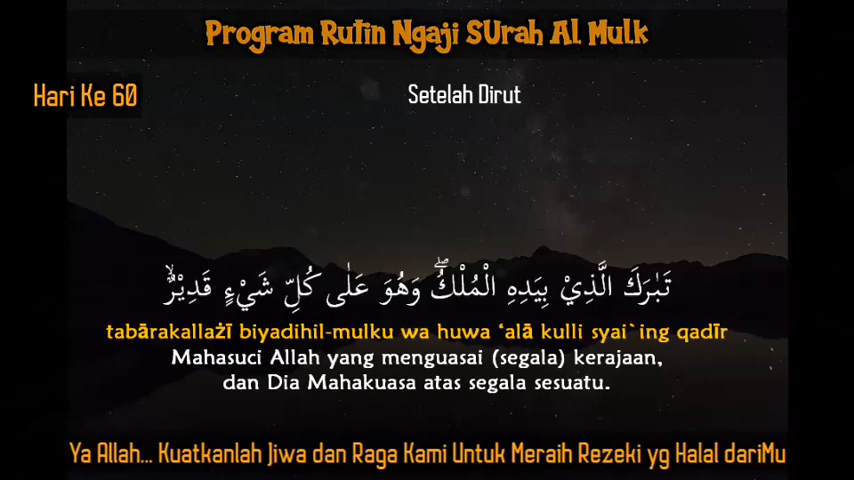 Program Rutin Ngaji SUrah Al Mulk
Hari Ke 60
Setelah Dirut
تَبٰرَكَ الَّذِيْ بِيَدِهِ الْمُلْكُۖ وَهُوَ عَلٰى كُلِّ شَيْءٍ قَدِيْرٌۙ
tabārakallażī biyadihil-mulku wa huwa ‘alā kulli syai`ing qadīr
Mahasuci Allah yang menguasai (segala) kerajaan,
dan Dia Mahakuasa atas segala sesuatu.
Ya Allah... Kuatkanlah Jiwa dan Raga Kami Untuk Meraih Rezeki yg Halal dariMu